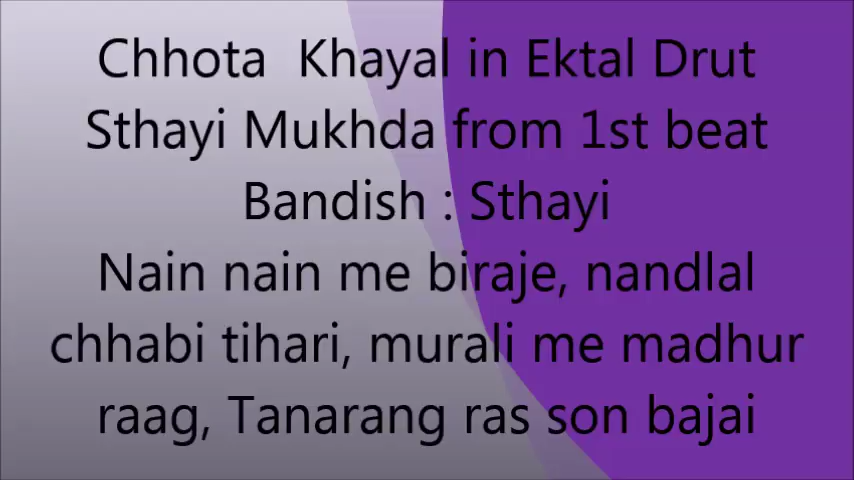 Chhota Khayal in Ektal Drut
Sthayi Mukhda from 1st beat
Bandish : Sthayi
Nain nain me biraje, nandlal
chhabi tihari, murali me madhur
raag, Tanarang ras son bajai